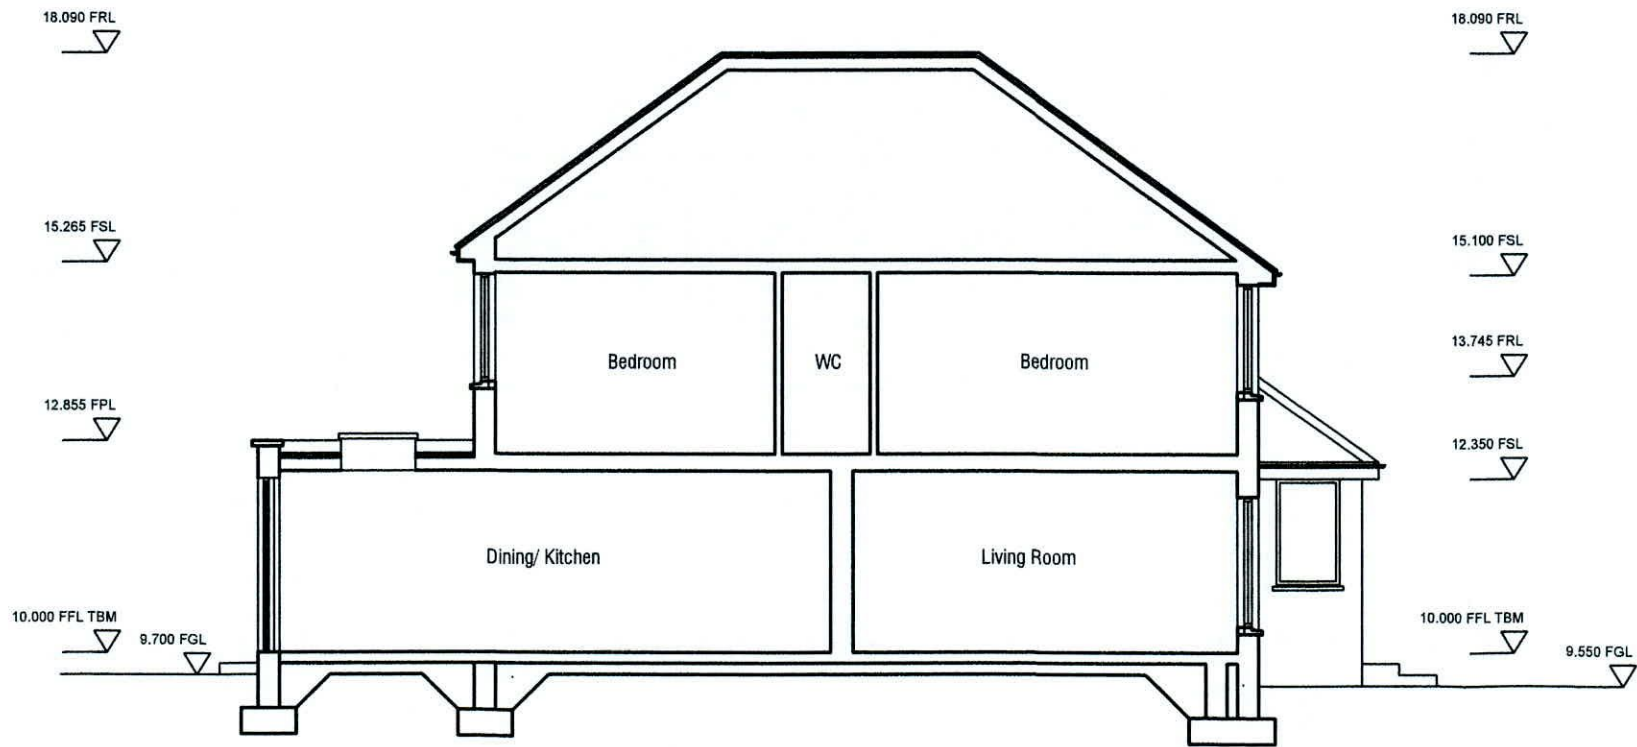 18.090 FRL
18.090 FRL
15.265 FSL
15.100 FSL
13.745 FRL
Bedroom
WC
Bedroom
12.855 FPL
12.350 FSL
Dining/ Kitchen
Living Room
10.000 FFL TBM
9.700 FGL
10.000 FFL TBM
9.550 FGL